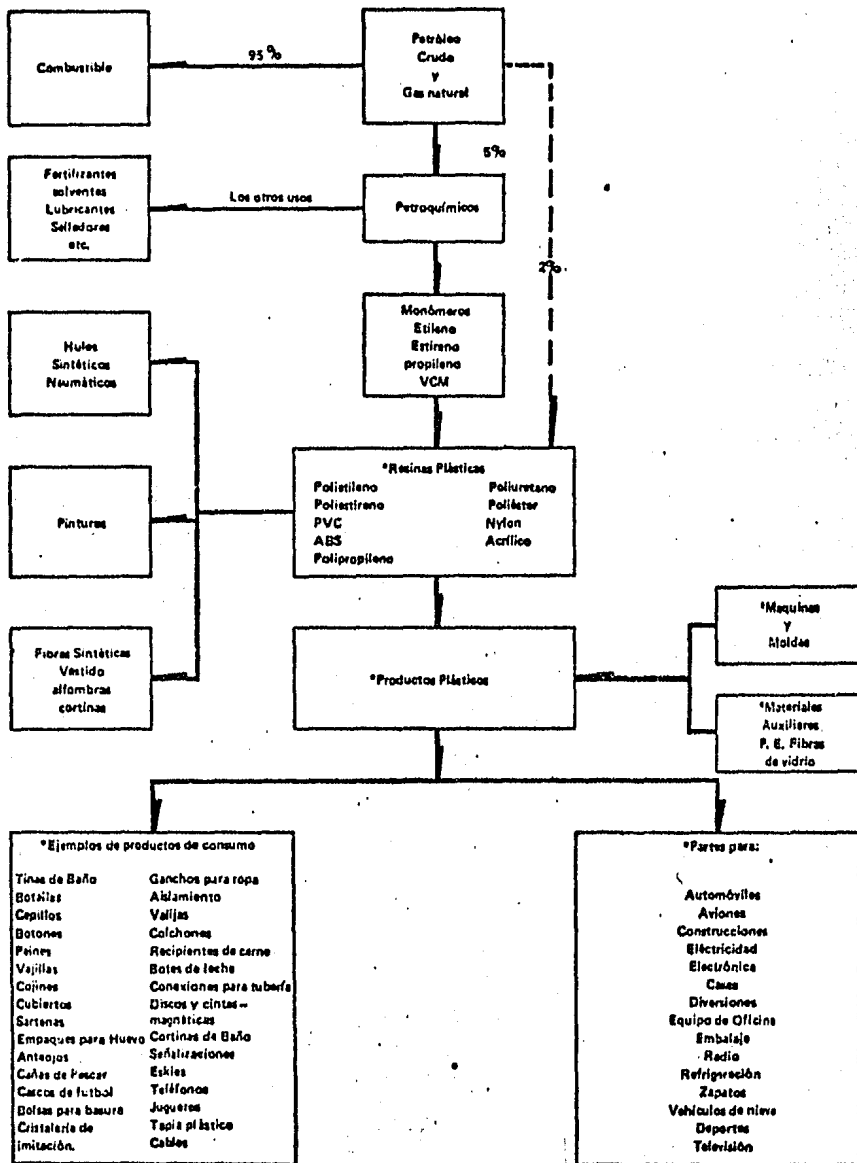 Combustible
95%
Petróleo
Crudo
y
Gas natural
5%
Fertilizantes
solventes
Lubricantes
Selladores
etc.
Los otros usos
Petroquímicos
2%
Monómeros
Etileno
Estireno
propileno
VCM
Hules
Sintéticos
Neumáticos
*Resinas Plásticas
Polietileno
Poliestireno
PVC
ABS
Polipropileno
Poliuretano
Poliéster
Nylon
Acrílico
Pinturas
Fibras Sintéticas
Vestido
alfombras
cortinas
*Productos Plásticos
*Maquinas
y
Moldes
*Materiales
Auxiliares
P. E. Fibras
de vidrio
*Ejemplos de productos de consumo
Tinas de Baño
Botellas
Cepillos
Botones
Peines
Vajillas
Cojines
Cubiertos
Sartenes
Empaques para Huevo
Anteojos
Cañas de Pescar
Cascos de futbol
Bolsas para basura
Cristalería de
imitación.
Ganchos para ropa
Aislamiento
Valijas
Colchones
Recipientes de carne
Botes de leche
Conexiones para tubería
Discos y cintas-
magnéticas
Cortinas de Baño
Señalizaciones
Eskies
Teléfonos
Juguetes
Tapia plástico
Cables
*Partes para:
Automóviles
Aviones
Construcciones
Eléctricidad
Electrónica
Casas
Diversiones
Equipo de Oficina
Embalaje
Radio
Refrigeración
Zapatos
Vehículos de nieve
Deportes
Televisión